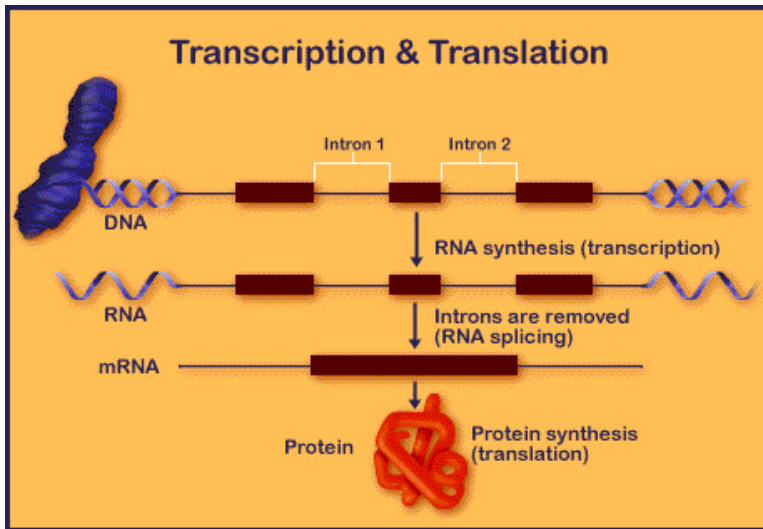 Transcription & Translation
Intron 1
Intron 2
DNA
RNA synthesis (transcription)
RNA
Introns are removed
(RNA splicing)
mRNA
Protein
Protein synthesis
(translation)